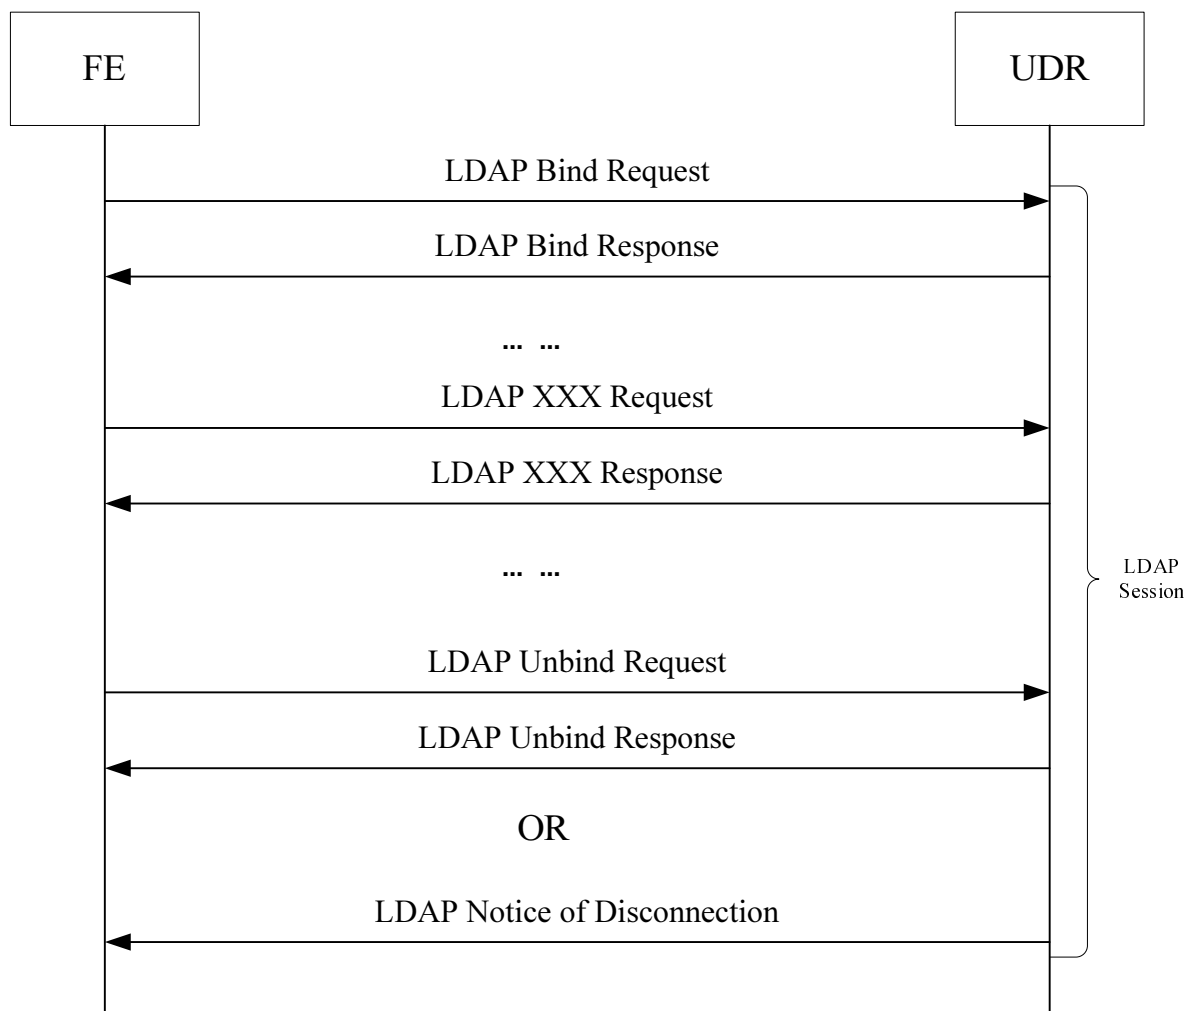 FE
UDR
LDAP Bind Request
LDAP Bind Response
... ...
LDAP XXX Request
LDAP XXX Response
... ...
LDAP
Session
LDAP Unbind Request
LDAP Unbind Response
OR
LDAP Notice of Disconnection